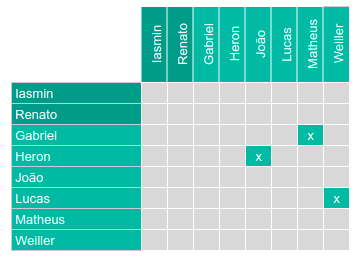 Iasmin Renato Gabriel Heron João Lucas Matheus Weiller
Iasmin
Renato
Gabriel x
Heron x
João
Lucas x
Matheus
Weiller